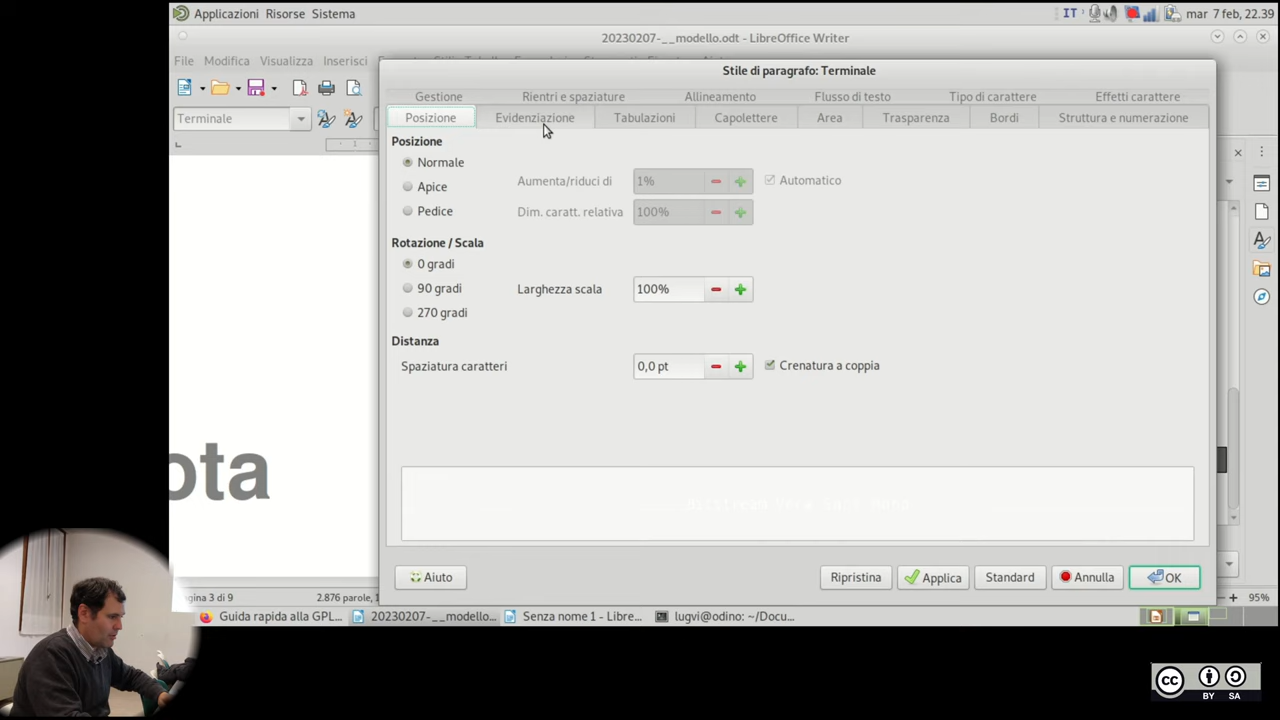 Applicazioni Risorse Sistema
IT
mar 7 feb, 22.39
20230207-__modello.odt - LibreOffice Writer
File Modifica Visualizza Inserisci
Stile di paragrafo: Terminale
Gestione Rientri e spaziature Allineamento Flusso di testo Tipo di carattere Effetti carattere
Terminale
Posizione Evidenziazione Tabulazioni Capolettere Area Trasparenza Bordi Struttura e numerazione
Posizione
Normale
Aumenta/riduci di 1% Automatico
Apice
Pedice
Dim. caratt. relativa 100%
Rotazione / Scala
0 gradi
90 gradi
Larghezza scala 100%
270 gradi
Distanza
Spaziatura caratteri 0,0 pt Crenatura a coppia
ota
Aiuto Ripristina Applica Standard Annulla OK
gina 3 di 9 2.876 parole, 95%
Guida rapida alla GPL... 20230207-__modello... Senza nome 1 - Libre... lugvi@odino: ~/Docu...
cc
BY SA